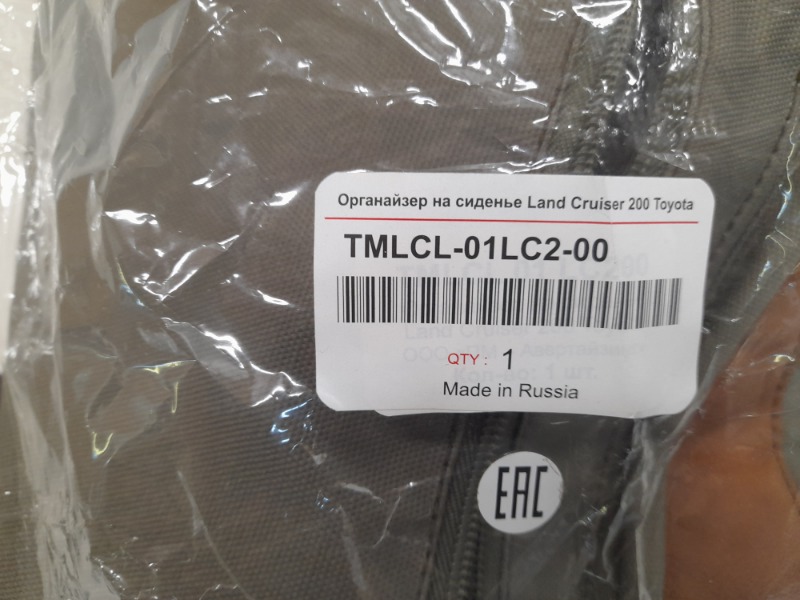 Органайзер на сиденье Land Cruiser 200 Toyota
TMLCL-01LC2-00
QTY : 1
Made in Russia
EAC